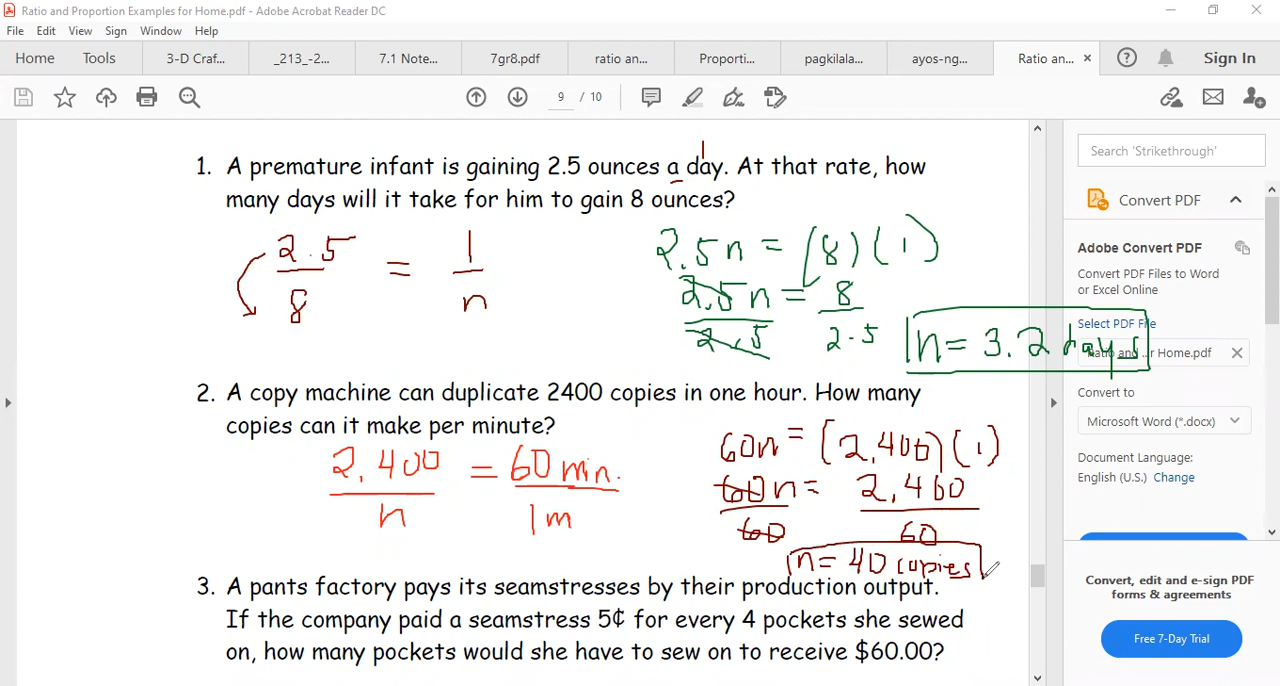 Ratio and Proportion Examples for Home.pdf - Adobe Acrobat Reader DC
File Edit View Sign Window Help
Home Tools 3-D Craf... _213_-2... 7.1 Note... 7gr8.pdf ratio an... Proporti... pagkilala... ayos-ng... Ratio an... × Sign In
9 / 10
Search 'Strikethrough'
Convert PDF
Adobe Convert PDF
Convert PDF Files to Word
or Excel Online
Select PDF File
r Home.pdf
Convert to
Microsoft Word (*.docx)
Document Language:
English (U.S.) Change
Convert, edit and e-sign PDF
forms & agreements
Free 7-Day Trial
1
1. A premature infant is gaining 2.5 ounces a day. At that rate, how
many days will it take for him to gain 8 ounces?
2.5 = 1
8 n
2.5n = (8)(1)
2.5n = 8
2.5 2.5
n= 3.2 days
2. A copy machine can duplicate 2400 copies in one hour. How many
copies can it make per minute?
2,400 = 60 min.
n 1m
60n = (2,400)(1)
60n = 2,460
60 60
n= 40 copies
3. A pants factory pays its seamstresses by their production output.
If the company paid a seamstress 5¢ for every 4 pockets she sewed
on, how many pockets would she have to sew on to receive $60.00?